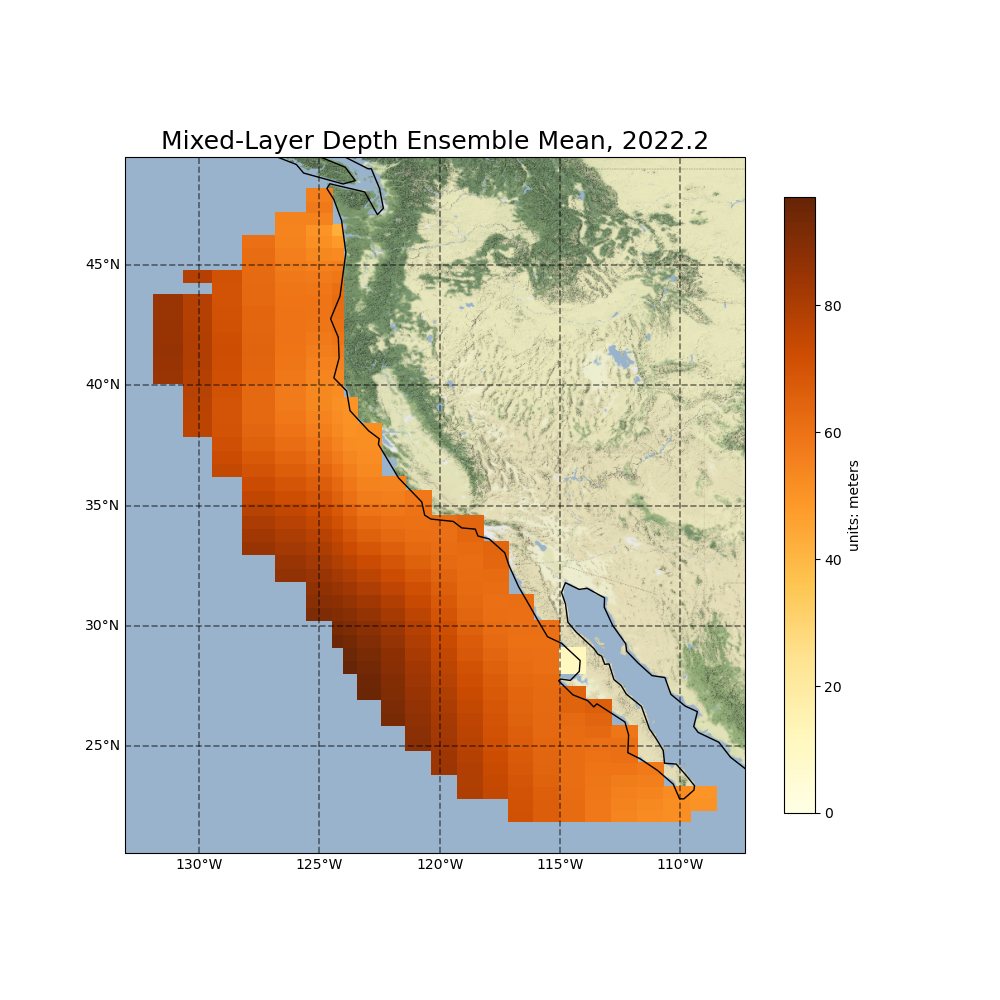 Mixed-Layer Depth Ensemble Mean, 2022.2
45°N
40°N
35°N
30°N
25°N
130°W
125°W
120°W
115°W
110°W
80
60
40
20
0
units: meters